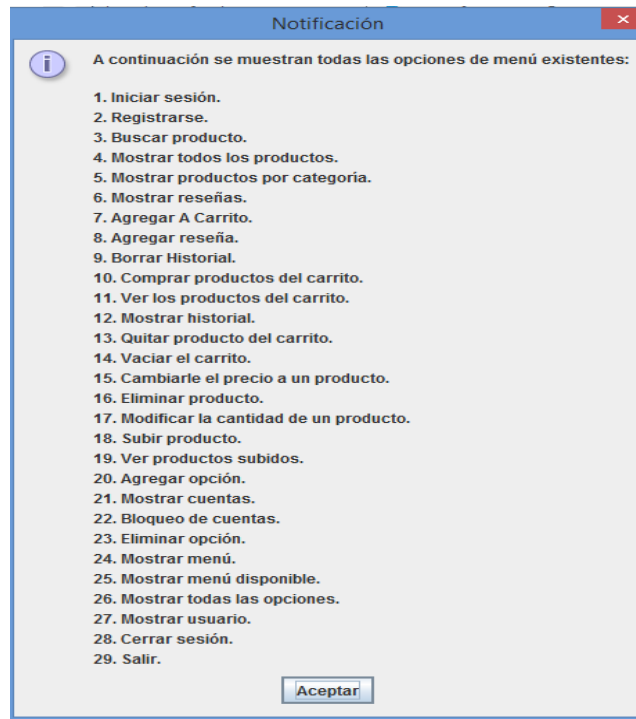 Notificación
A continuación se muestran todas las opciones de menú existentes:
1. Iniciar sesión.
2. Registrarse.
3. Buscar producto.
4. Mostrar todos los productos.
5. Mostrar productos por categoría.
6. Mostrar reseñas.
7. Agregar A Carrito.
8. Agregar reseña.
9. Borrar Historial.
10. Comprar productos del carrito.
11. Ver los productos del carrito.
12. Mostrar historial.
13. Quitar producto del carrito.
14. Vaciar el carrito.
15. Cambiarle el precio a un producto.
16. Eliminar producto.
17. Modificar la cantidad de un producto.
18. Subir producto.
19. Ver productos subidos.
20. Agregar opción.
21. Mostrar cuentas.
22. Bloqueo de cuentas.
23. Eliminar opción.
24. Mostrar menú.
25. Mostrar menú disponible.
26. Mostrar todas las opciones.
27. Mostrar usuario.
28. Cerrar sesión.
29. Salir.
Aceptar